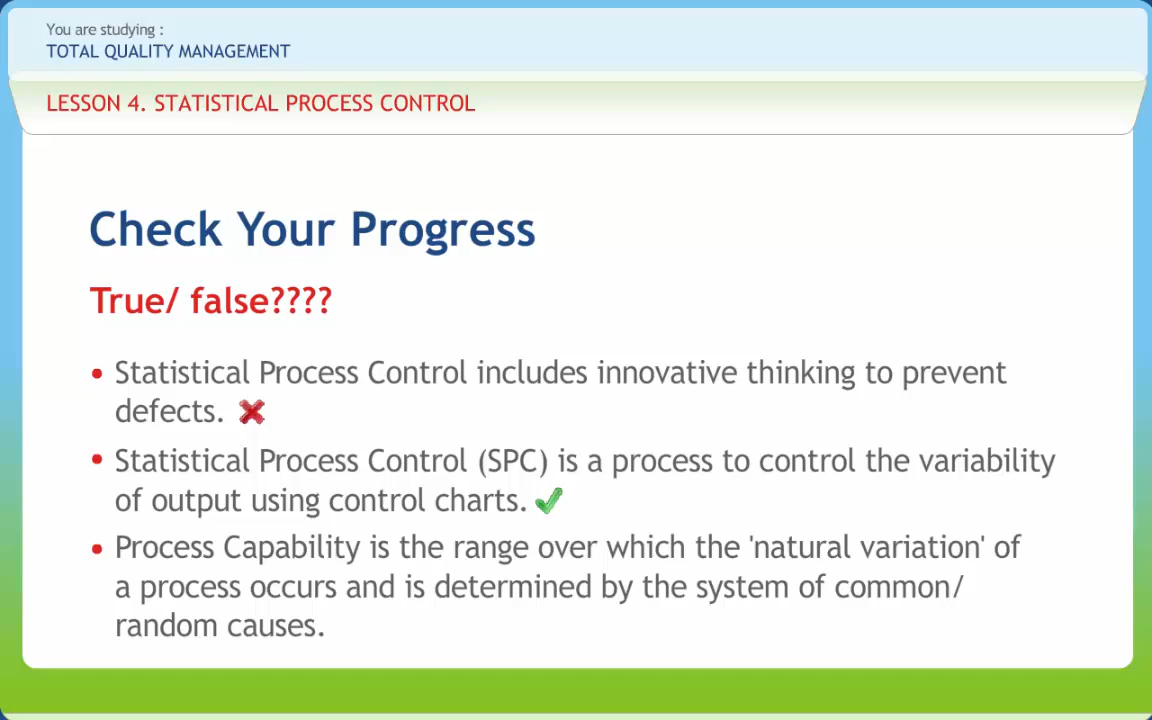 You are studying :
TOTAL QUALITY MANAGEMENT
LESSON 4. STATISTICAL PROCESS CONTROL
Check Your Progress
True/ false????
• Statistical Process Control includes innovative thinking to prevent
defects.
• Statistical Process Control (SPC) is a process to control the variability
of output using control charts.
• Process Capability is the range over which the 'natural variation' of
a process occurs and is determined by the system of common/
random causes.